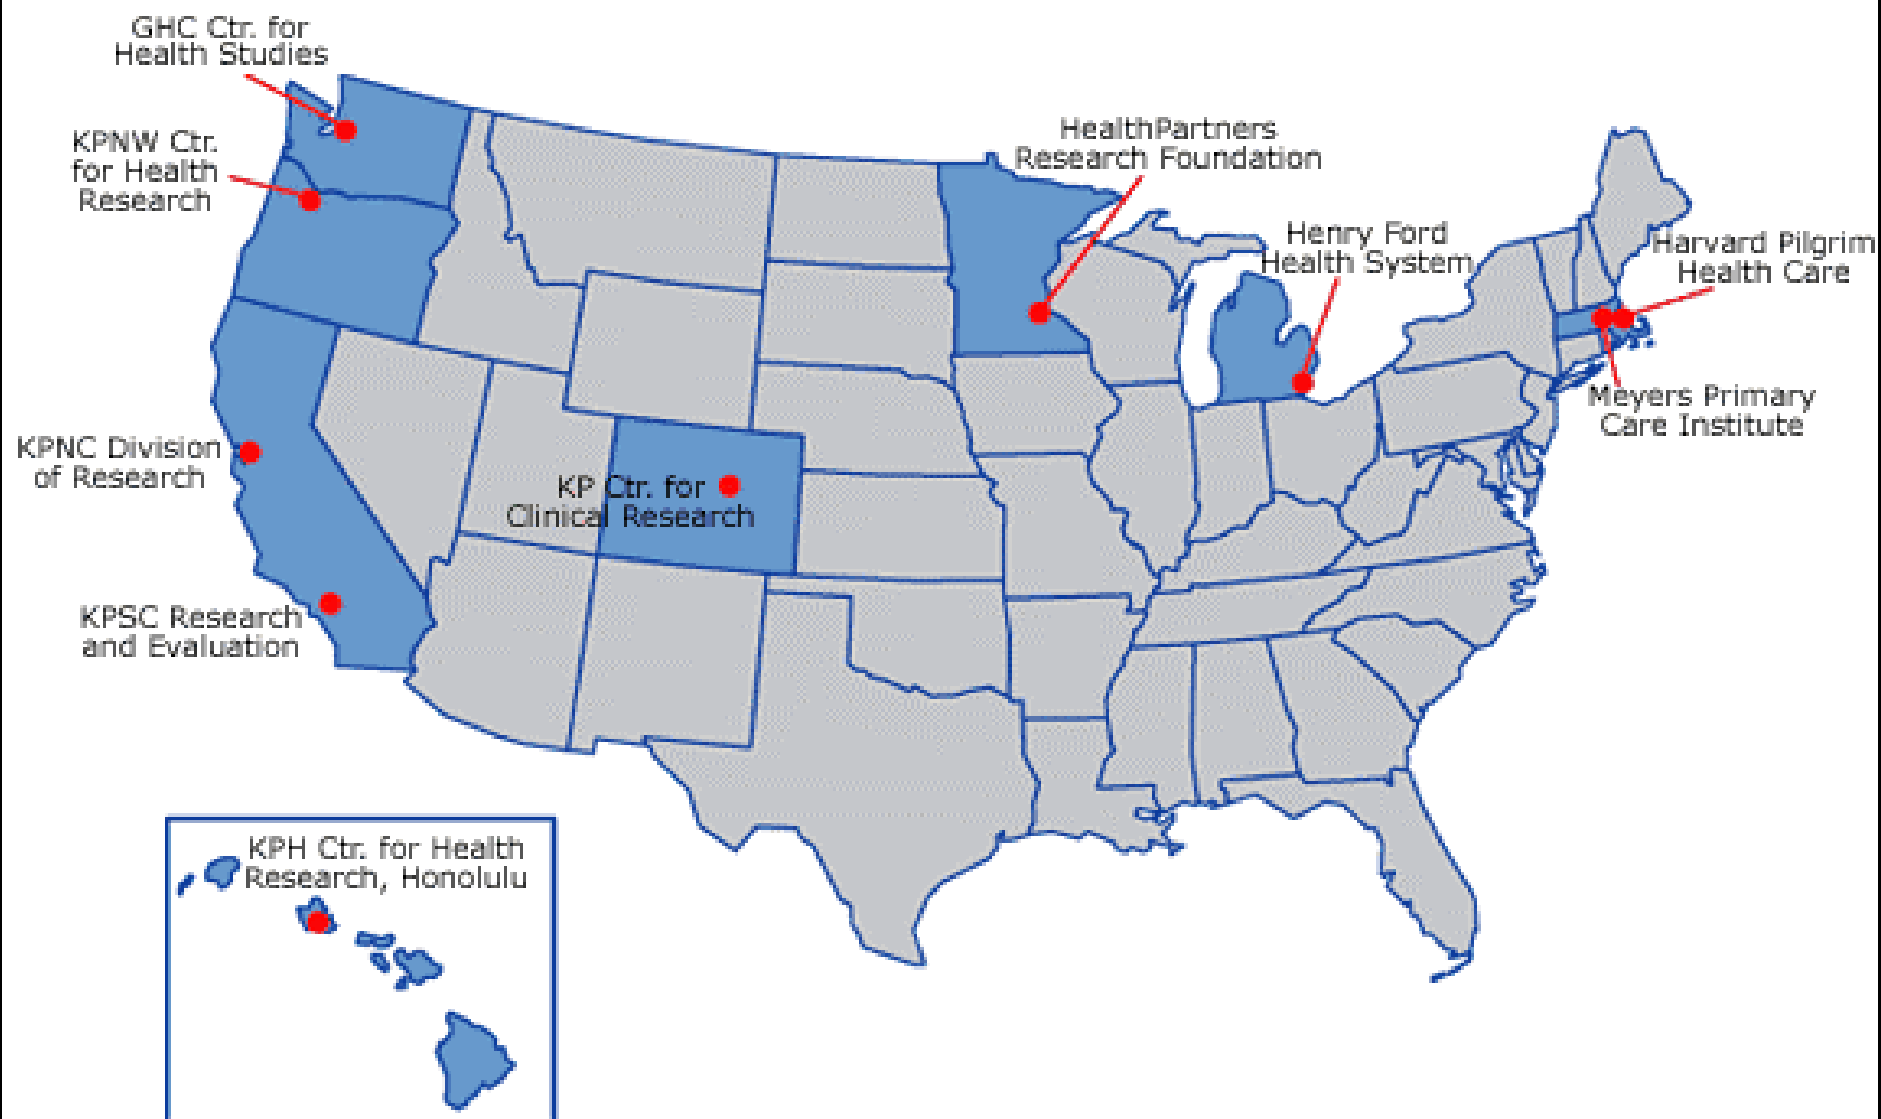 GHC Ctr. for
Health Studies
KPNW Ctr.
for Health
Research
HealthPartners
Research Foundation
Henry Ford
Health System
Harvard Pilgrim
Health Care
Meyers Primary
Care Institute
KPNC Division
of Research
KP Ctr. for
Clinical Research
KPSC Research
and Evaluation
KPH Ctr. for Health
Research, Honolulu